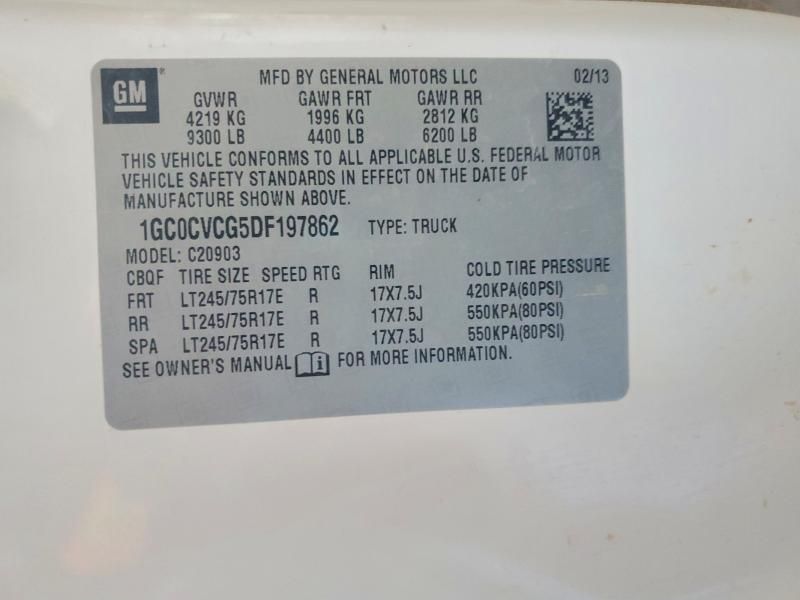 GM ® MFD BY GENERAL MOTORS LLC 02/13
GVWR GAWR FRT GAWR RR
4219 KG 1996 KG 2812 KG
9300 LB 4400 LB 6200 LB
THIS VEHICLE CONFORMS TO ALL APPLICABLE U.S. FEDERAL MOTOR
VEHICLE SAFETY STANDARDS IN EFFECT ON THE DATE OF
MANUFACTURE SHOWN ABOVE.
1GC0CVCG5DF197862 TYPE: TRUCK
MODEL: C20903
CBQF TIRE SIZE SPEED RTG RIM COLD TIRE PRESSURE
FRT LT245/75R17E R 17X7.5J 420KPA(60PSI)
RR LT245/75R17E R 17X7.5J 550KPA(80PSI)
SPA LT245/75R17E R 17X7.5J 550KPA(80PSI)
SEE OWNER'S MANUAL i FOR MORE INFORMATION.